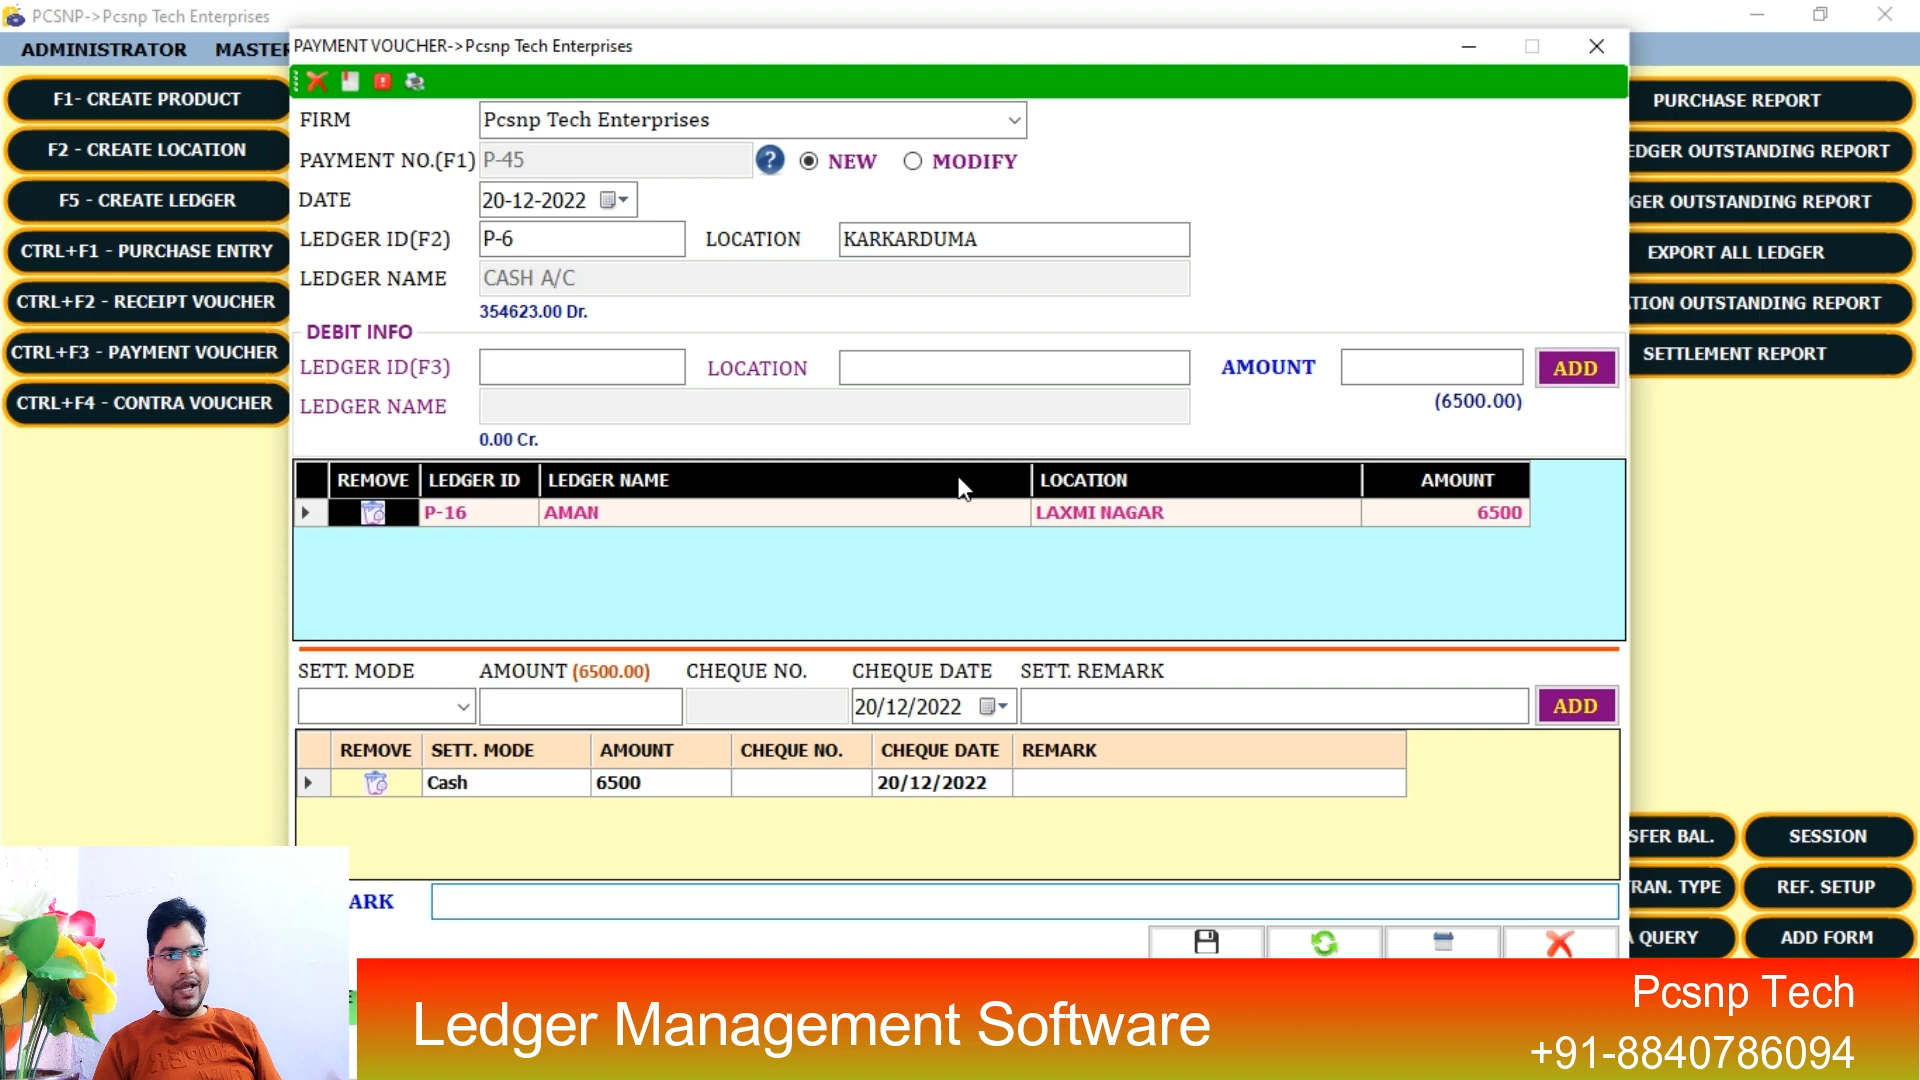 PCSNP->Pcsnp Tech Enterprises
ADMINISTRATOR MASTER
PAYMENT VOUCHER->Pcsnp Tech Enterprises
F1- CREATE PRODUCT
F2 - CREATE LOCATION
F5 - CREATE LEDGER
CTRL+F1 - PURCHASE ENTRY
CTRL+F2 - RECEIPT VOUCHER
CTRL+F3 - PAYMENT VOUCHER
CTRL+F4 - CONTRA VOUCHER
FIRM Pcsnp Tech Enterprises
PAYMENT NO.(F1) P-45 ? NEW MODIFY
DATE 20-12-2022
LEDGER ID(F2) P-6 LOCATION KARKARDUMA
LEDGER NAME CASH A/C
354623.00 Dr.
DEBIT INFO
LEDGER ID(F3) LOCATION AMOUNT ADD
LEDGER NAME (6500.00)
0.00 Cr.
REMOVE LEDGER ID LEDGER NAME LOCATION AMOUNT
P-16 AMAN LAXMI NAGAR 6500
SETT. MODE AMOUNT (6500.00) CHEQUE NO. CHEQUE DATE SETT. REMARK
20/12/2022 ADD
REMOVE SETT. MODE AMOUNT CHEQUE NO. CHEQUE DATE REMARK
Cash 6500 20/12/2022
ARK
PURCHASE REPORT
EDGER OUTSTANDING REPORT
GER OUTSTANDING REPORT
EXPORT ALL LEDGER
TION OUTSTANDING REPORT
SETTLEMENT REPORT
SFER BAL. SESSION
RAN. TYPE REF. SETUP
QUERY ADD FORM
Ledger Management Software
Pcsnp Tech
+91-8840786094